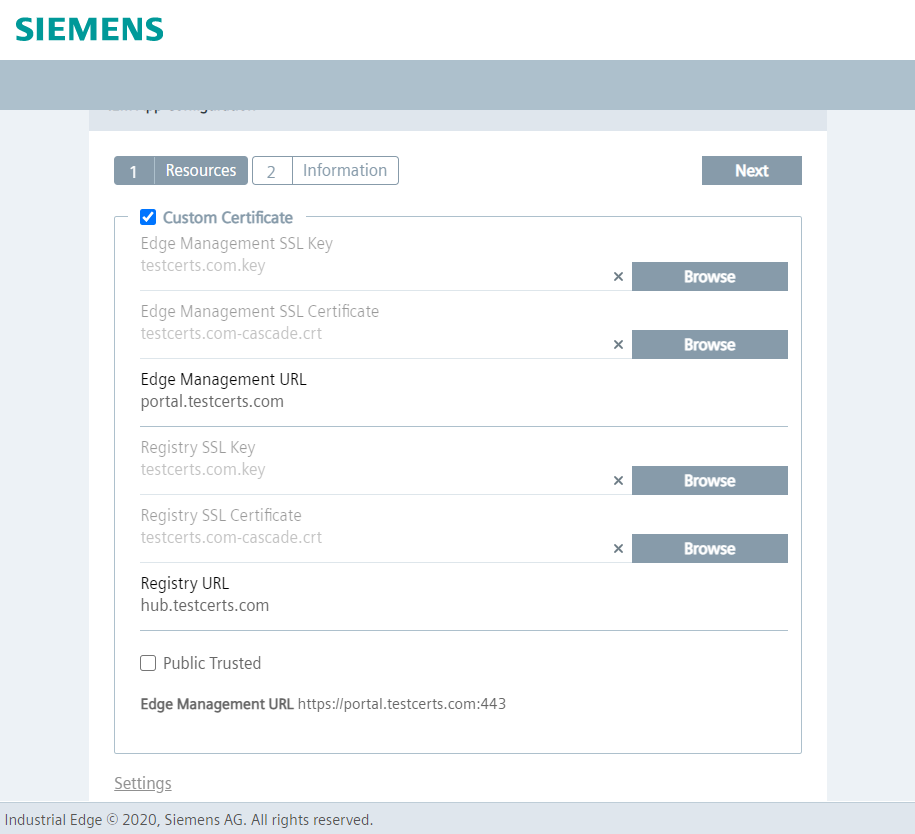 SIEMENS
1 Resources 2 Information Next
Custom Certificate
Edge Management SSL Key
testcerts.com.key
× Browse
Edge Management SSL Certificate
testcerts.com-cascade.crt
× Browse
Edge Management URL
portal.testcerts.com
Registry SSL Key
testcerts.com.key
× Browse
Registry SSL Certificate
testcerts.com-cascade.crt
× Browse
Registry URL
hub.testcerts.com
Public Trusted
Edge Management URL https://portal.testcerts.com:443
Settings
Industrial Edge © 2020, Siemens AG. All rights reserved.